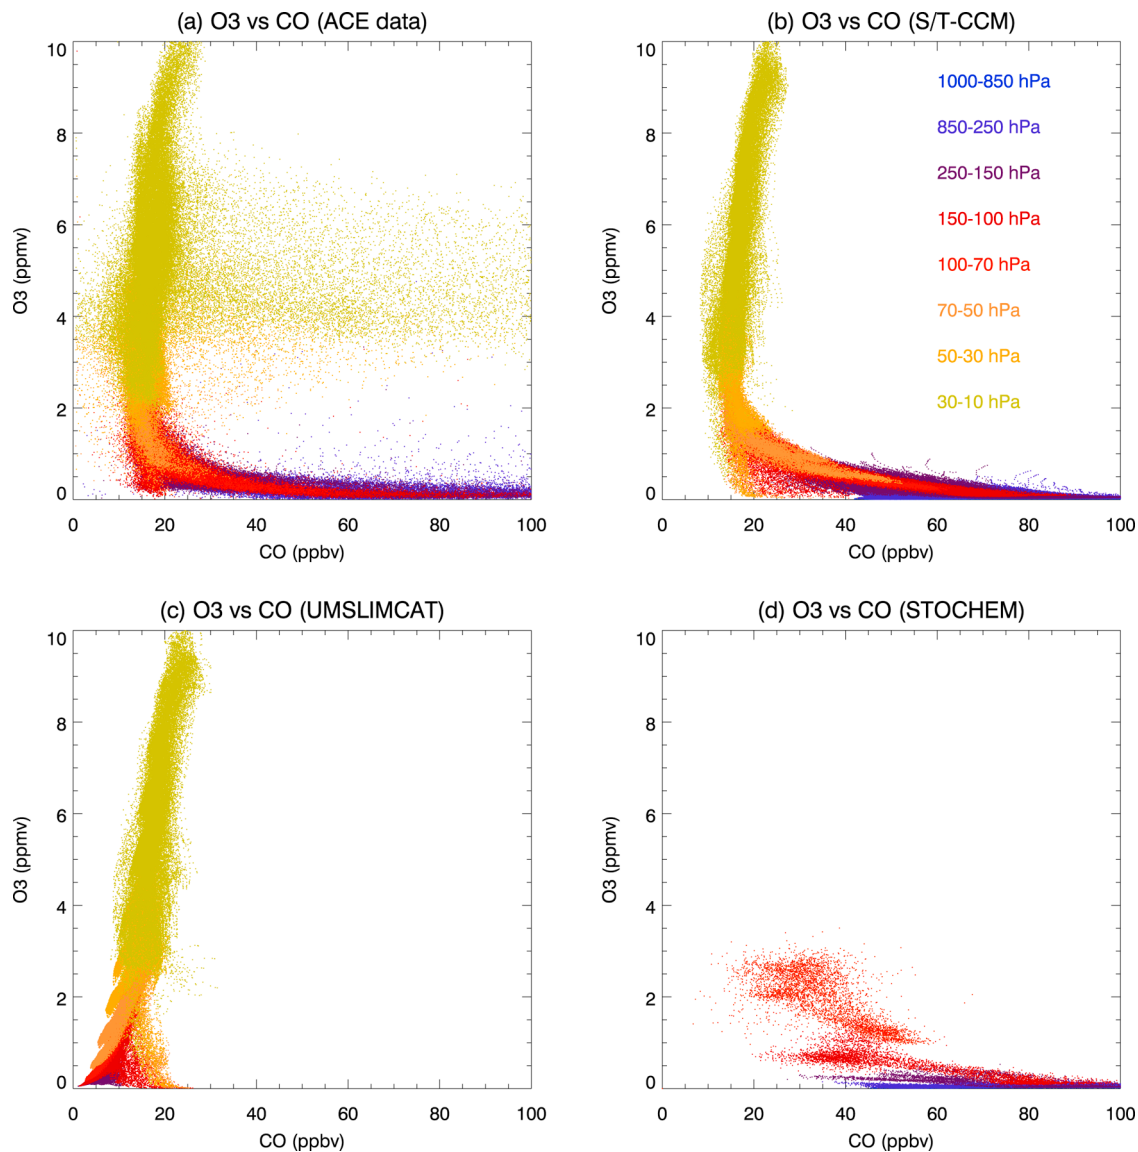 (a) O3 vs CO (ACE data)
10
8
6
4
2
0
O3 (ppmv)
0 20 40 60 80 100
CO (ppbv)
(b) O3 vs CO (S/T-CCM)
10
8
6
4
2
0
O3 (ppmv)
1000-850 hPa
850-250 hPa
250-150 hPa
150-100 hPa
100-70 hPa
70-50 hPa
50-30 hPa
30-10 hPa
0 20 40 60 80 100
CO (ppbv)
(c) O3 vs CO (UMSLIMCAT)
10
8
6
4
2
0
O3 (ppmv)
0 20 40 60 80 100
CO (ppbv)
(d) O3 vs CO (STOCHEM)
10
8
6
4
2
0
O3 (ppmv)
0 20 40 60 80 100
CO (ppbv)